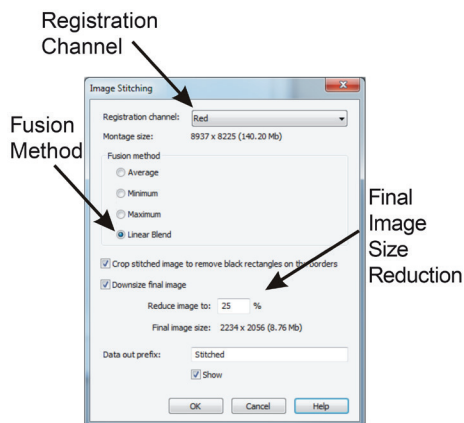 Registration
Channel
Image Stitching
Registration channel: Red
Montage size: 8937 x 8225 (140.20 Mb)
Fusion
Method
Fusion method
Average
Minimum
Maximum
Linear Blend
Final
Image
Size
Reduction
Crop stitched image to remove black rectangles on the borders
Downsize final image
Reduce image to: 25 %
Final image size: 2234 x 2056 (8.76 Mb)
Data out prefix: Stitched
Show
OK Cancel Help